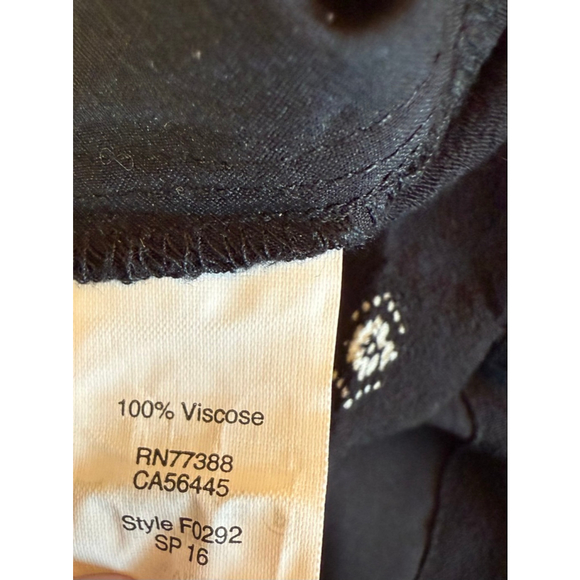 100% Viscose
RN77388
CA56445
Style F0292
SP 16